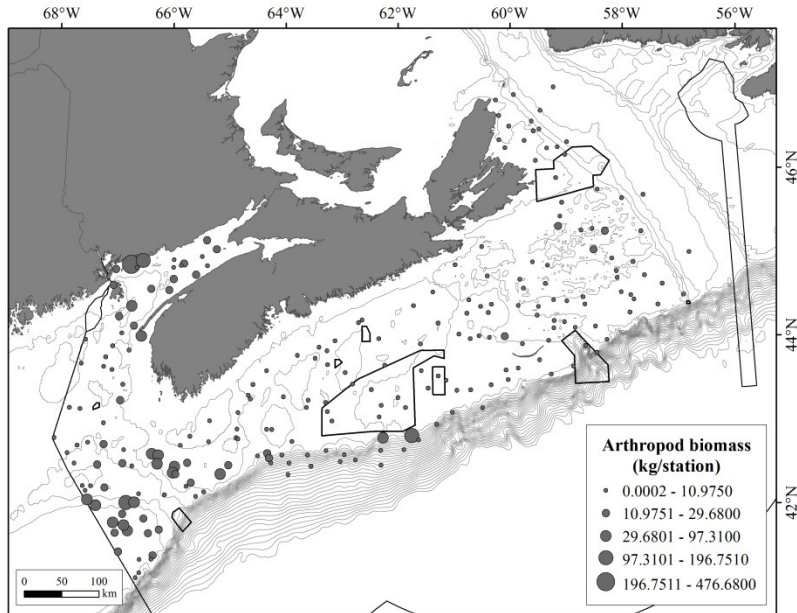 68°W 66°W 64°W 62°W 60°W 58°W 56°W
46°N
44°N
42°N
Arthropod biomass
(kg/station)
0.0002 - 10.9750
10.9751 - 29.6800
29.6801 - 97.3100
97.3101 - 196.7510
196.7511 - 476.6800
0 50 100
km